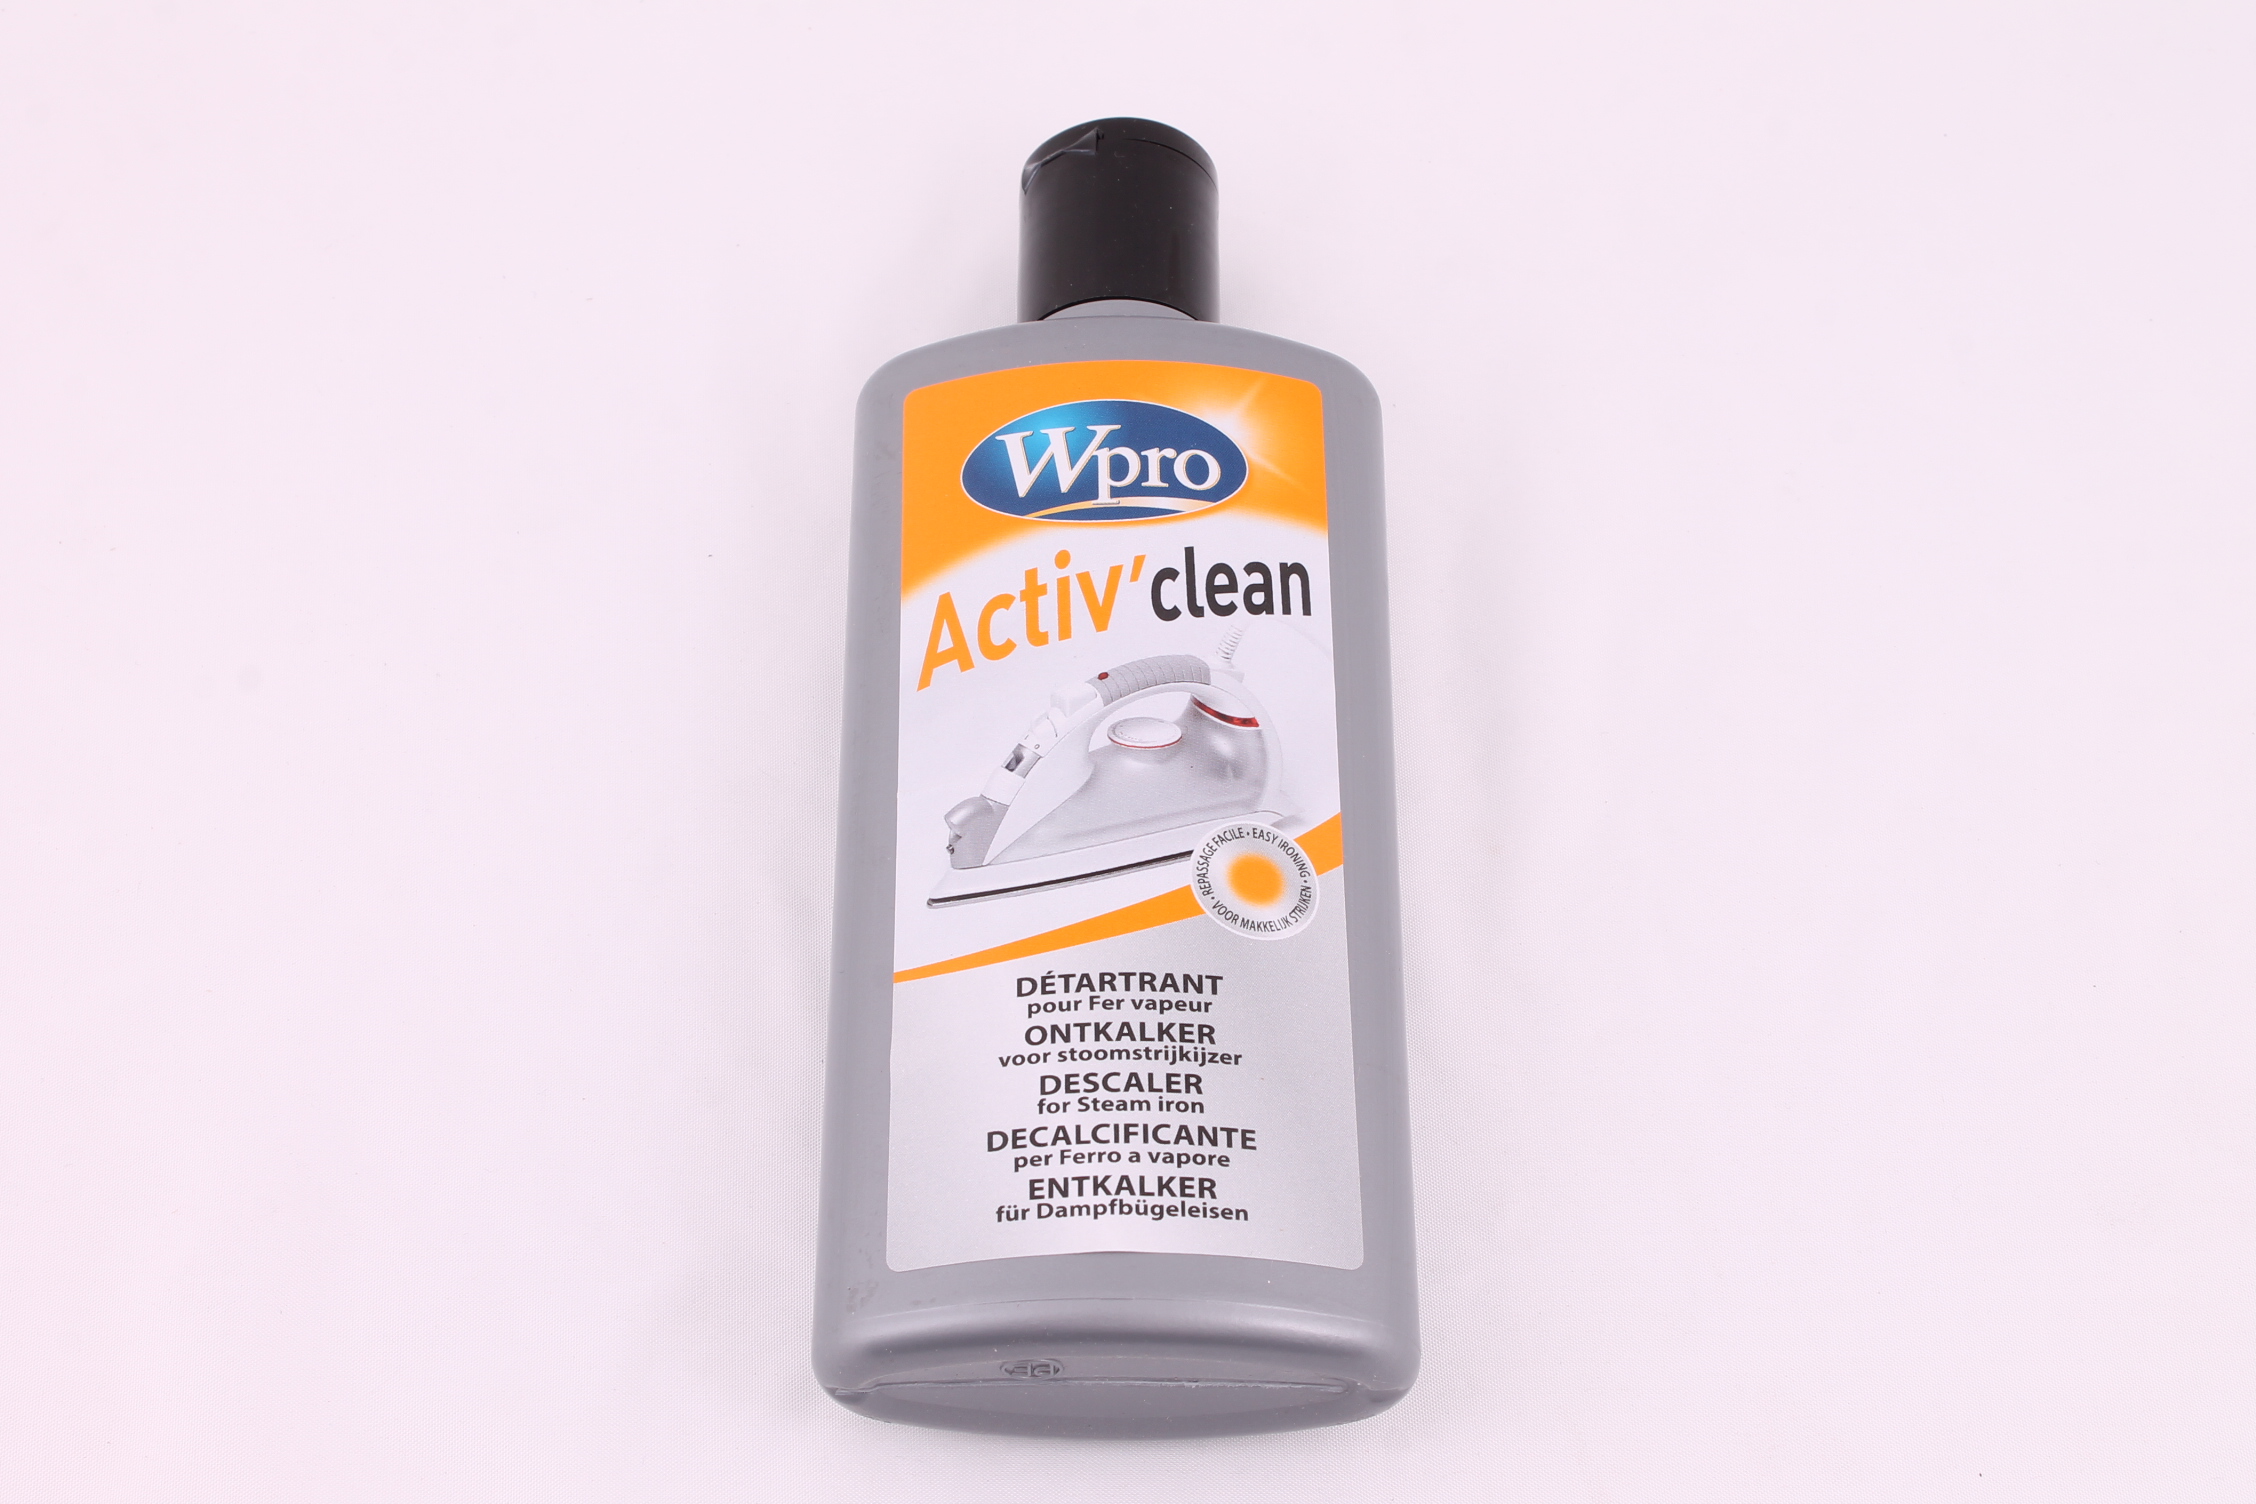 Wpro
Activ'clean
REPASSAGE FACILE • EASY IRONING • VOOR MAKKELIJK STRIJKEN •
DÉTARTRANT
pour Fer vapeur
ONTKALKER
voor stoomstrijkijzer
DESCALER
for Steam iron
DECALCIFICANTE
per Ferro a vapore
ENTKALKER
für Dampfbügeleisen